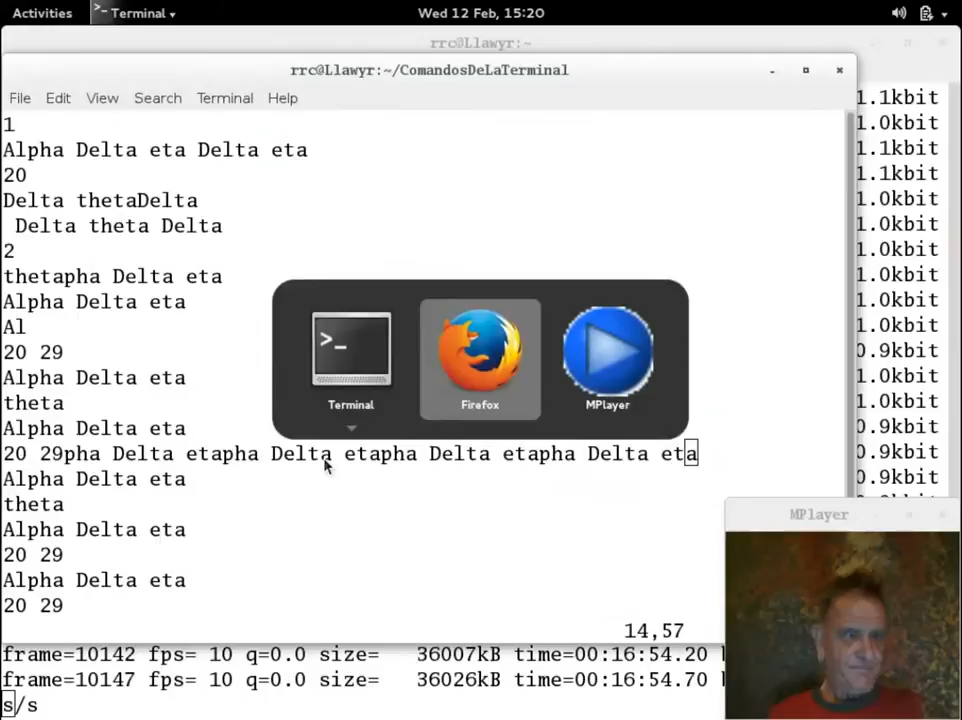 Activities Terminal Wed 12 Feb, 15:20
rrc@Llawyr:~
rrc@Llawyr:~/ComandosDeLaTerminal
File Edit View Search Terminal Help
1
Alpha Delta eta Delta eta
20
Delta thetaDelta
Delta theta Delta
2
thetapha Delta eta
Alpha Delta eta
Al
20 29
Alpha Delta eta
theta
Alpha Delta eta
20 29pha Delta etapha Delta etapha Delta etapha Delta eta
Alpha Delta eta
theta
Alpha Delta eta
20 29
Alpha Delta eta
20 29
14,57
>_
Terminal
Firefox
MPlayer
1.1kbit
1.0kbit
1.1kbit
1.1kbit
1.0kbit
1.0kbit
1.0kbit
1.0kbit
1.0kbit
1.0kbit
0.9kbit
0.9kbit
0.9kbit
0.9kbit
0.9kbit
0.9kbit
MPlayer
frame=10142 fps= 10 q=0.0 size= 36007kB time=00:16:54.20
frame=10147 fps= 10 q=0.0 size= 36026kB time=00:16:54.70
s/s